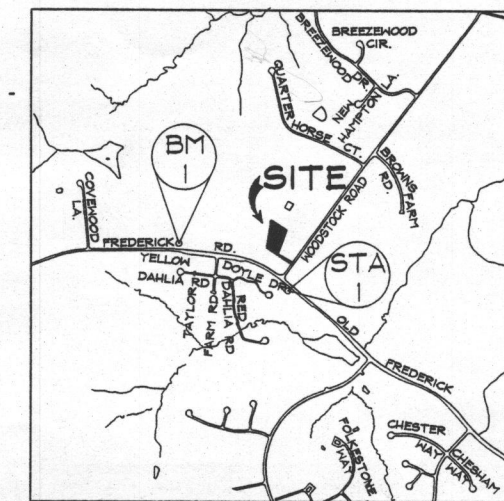 BREEZEWOOD
CIR.
BREEZEWOOD DR.
NEW HAMPTON LA.
QUARTER HORSE CT.
BROWNS FARM RD.
BM
1
SITE
WOODSTOCK ROAD
COVEWOOD LA.
FREDERICK RD.
STA
1
YELLOW
DAHLIA RD
DOYLE DR
TAYLOR FARM RD
RED DAHLIA RD
OLD FREDERICK
FOLKESTONE WAY
CHESTER WAY
CHESHAM WAY